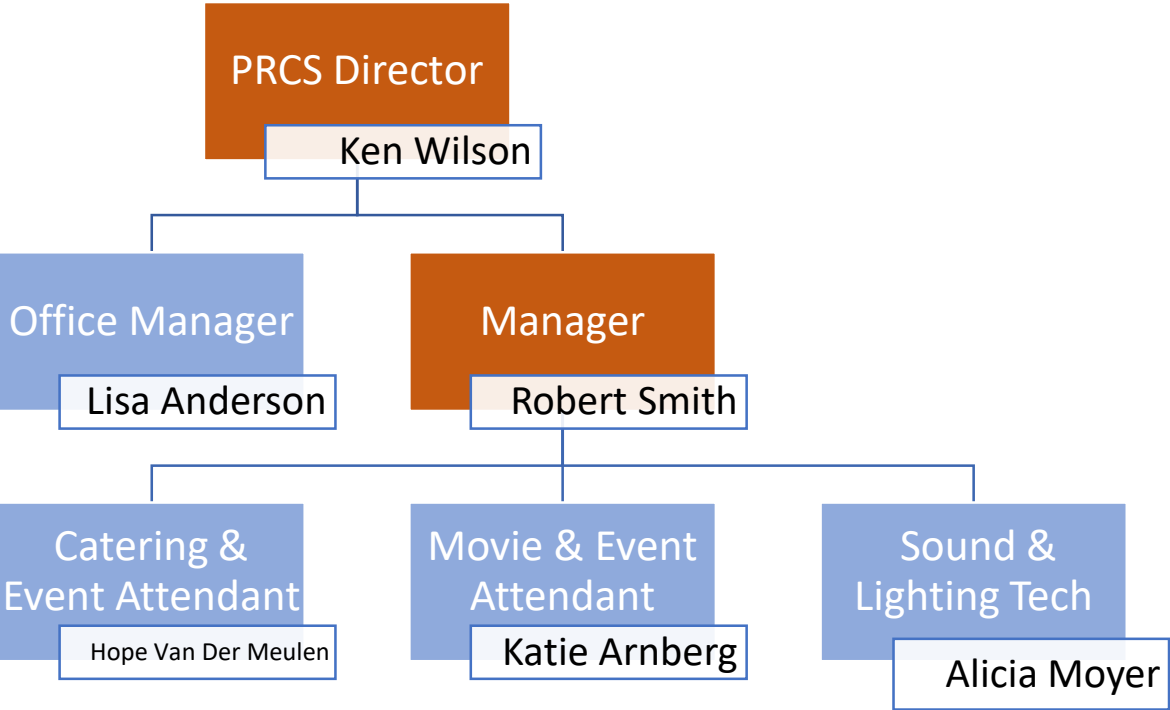 PRCS Director
Ken Wilson
Office Manager
Lisa Anderson
Manager
Robert Smith
Catering &
Event Attendant
Hope Van Der Meulen
Movie & Event
Attendant
Katie Arnberg
Sound &
Lighting Tech
Alicia Moyer